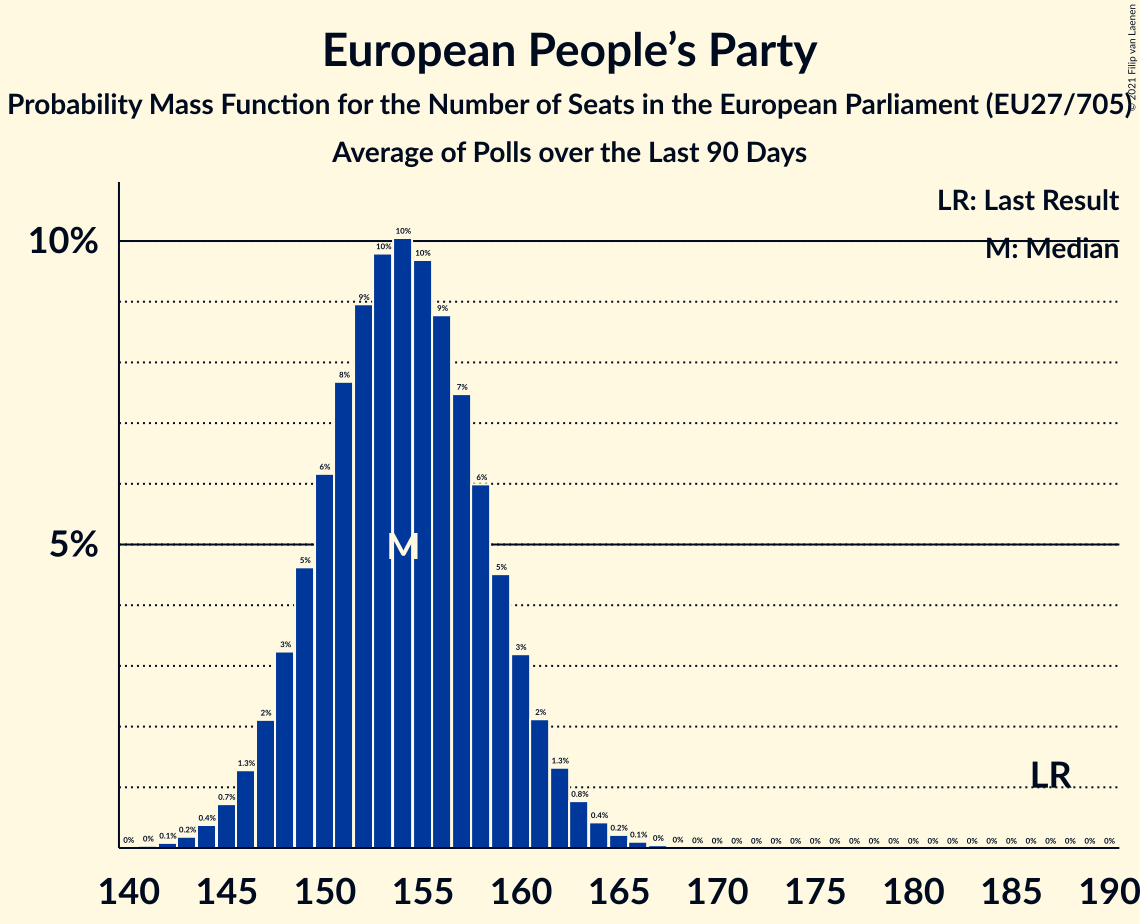 European People’s Party
Probability Mass Function for the Number of Seats in the European Parliament (EU27/705)
Average of Polls over the Last 90 Days
© 2021 Filip van Laenen
LR: Last Result
M: Median
10%
5%
0% 0% 0.1% 0.2% 0.4% 0.7% 1.3% 2% 3% 5% 6% 8% 9% 10% 10% 10% 9% 7% 6% 5% 3% 2% 1.3% 0.8% 0.4% 0.2% 0.1% 0% 0% 0% 0% 0% 0% 0% 0% 0% 0% 0% 0% 0% 0% 0% 0% 0% 0% 0% 0% 0% 0% 0% 0%
M
LR
140 145 150 155 160 165 170 175 180 185 190